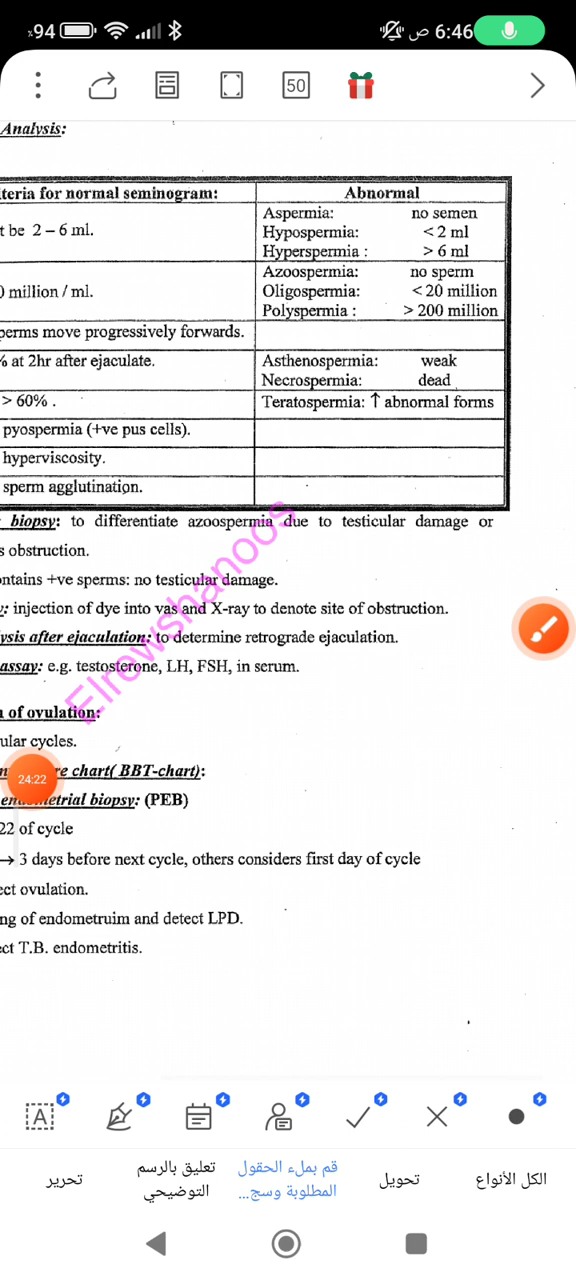 %94
6:46 ص
50
Analysis:
iteria for normal seminogram:
Abnormal
t be 2 – 6 ml.
Aspermia: no semen
Hypospermia: < 2 ml
Hyperspermia : > 6 ml
) million / ml.
Azoospermia: no sperm
Oligospermia: < 20 million
Polyspermia : > 200 million
perms move progressively forwards.
% at 2hr after ejaculate.
Asthenospermia: weak
Necrospermia: dead
> 60% .
Teratospermia: ↑ abnormal forms
pyospermia (+ve pus cells).
hyperviscosity.
sperm agglutination.
biopsy: to differentiate azoospermia due to testicular damage or
s obstruction.
ontains +ve sperms: no testicular damage.
y: injection of dye into vas and X-ray to denote site of obstruction.
ysis after ejaculation: to determine retrograde ejaculation.
assay: e.g. testosterone, LH, FSH, in serum.
Elrewshanoos
n of ovulation:
ular cycles.
re chart( BBT-chart):
24:22
endometrial biopsy: (PEB)
22 of cycle
→ 3 days before next cycle, others considers first day of cycle
ect ovulation.
ng of endometruim and detect LPD.
ect T.B. endometritis.
A
الكل الأنواع
تحويل
قم بملء الحقول
المطلوبة وسج...
تعليق بالرسم
التوضيحي
تحرير